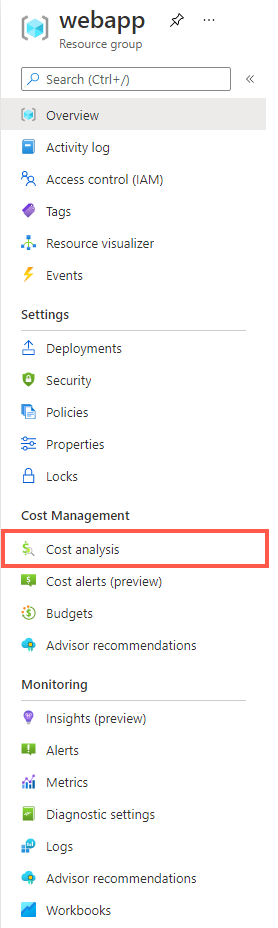 webapp
Resource group
Search (Ctrl+/)
Overview
Activity log
Access control (IAM)
Tags
Resource visualizer
Events
Settings
Deployments
Security
Policies
Properties
Locks
Cost Management
Cost analysis
Cost alerts (preview)
Budgets
Advisor recommendations
Monitoring
Insights (preview)
Alerts
Metrics
Diagnostic settings
Logs
Advisor recommendations
Workbooks